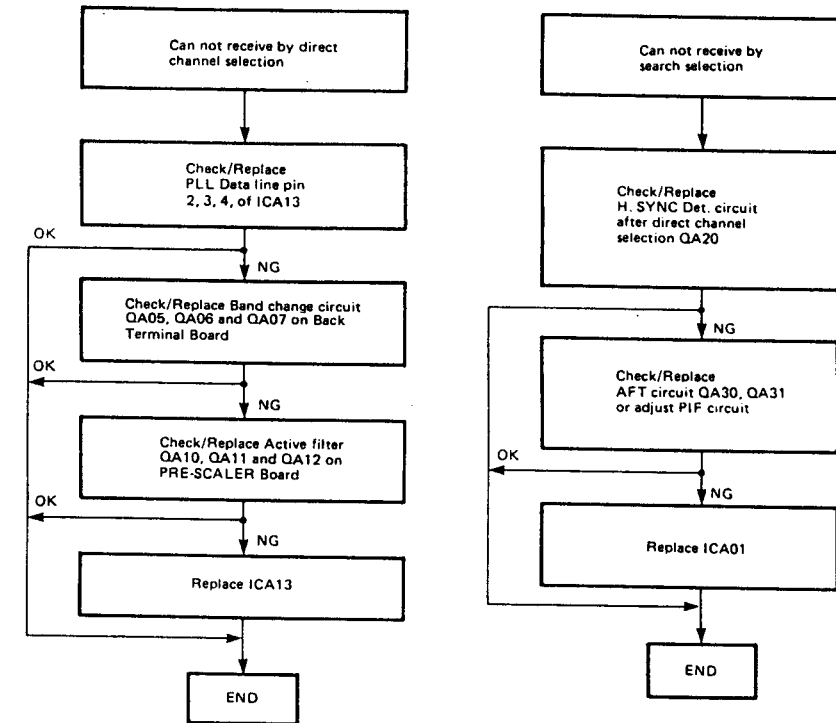 Can not receive by direct
channel selection
Check/Replace
PLL Data line pin
2, 3, 4, of ICA13
OK
NG
Check/Replace Band change circuit
QA05, QA06 and QA07 on Back
Terminal Board
OK
NG
Check/Replace Active filter
QA10, QA11 and QA12 on
PRE-SCALER Board
OK
NG
Replace ICA13
END
Can not receive by
search selection
Check/Replace
H. SYNC Det. circuit
after direct channel
selection QA20
NG
Check/Replace
AFT circuit QA30, QA31
or adjust PIF circuit
OK
NG
Replace ICA01
END